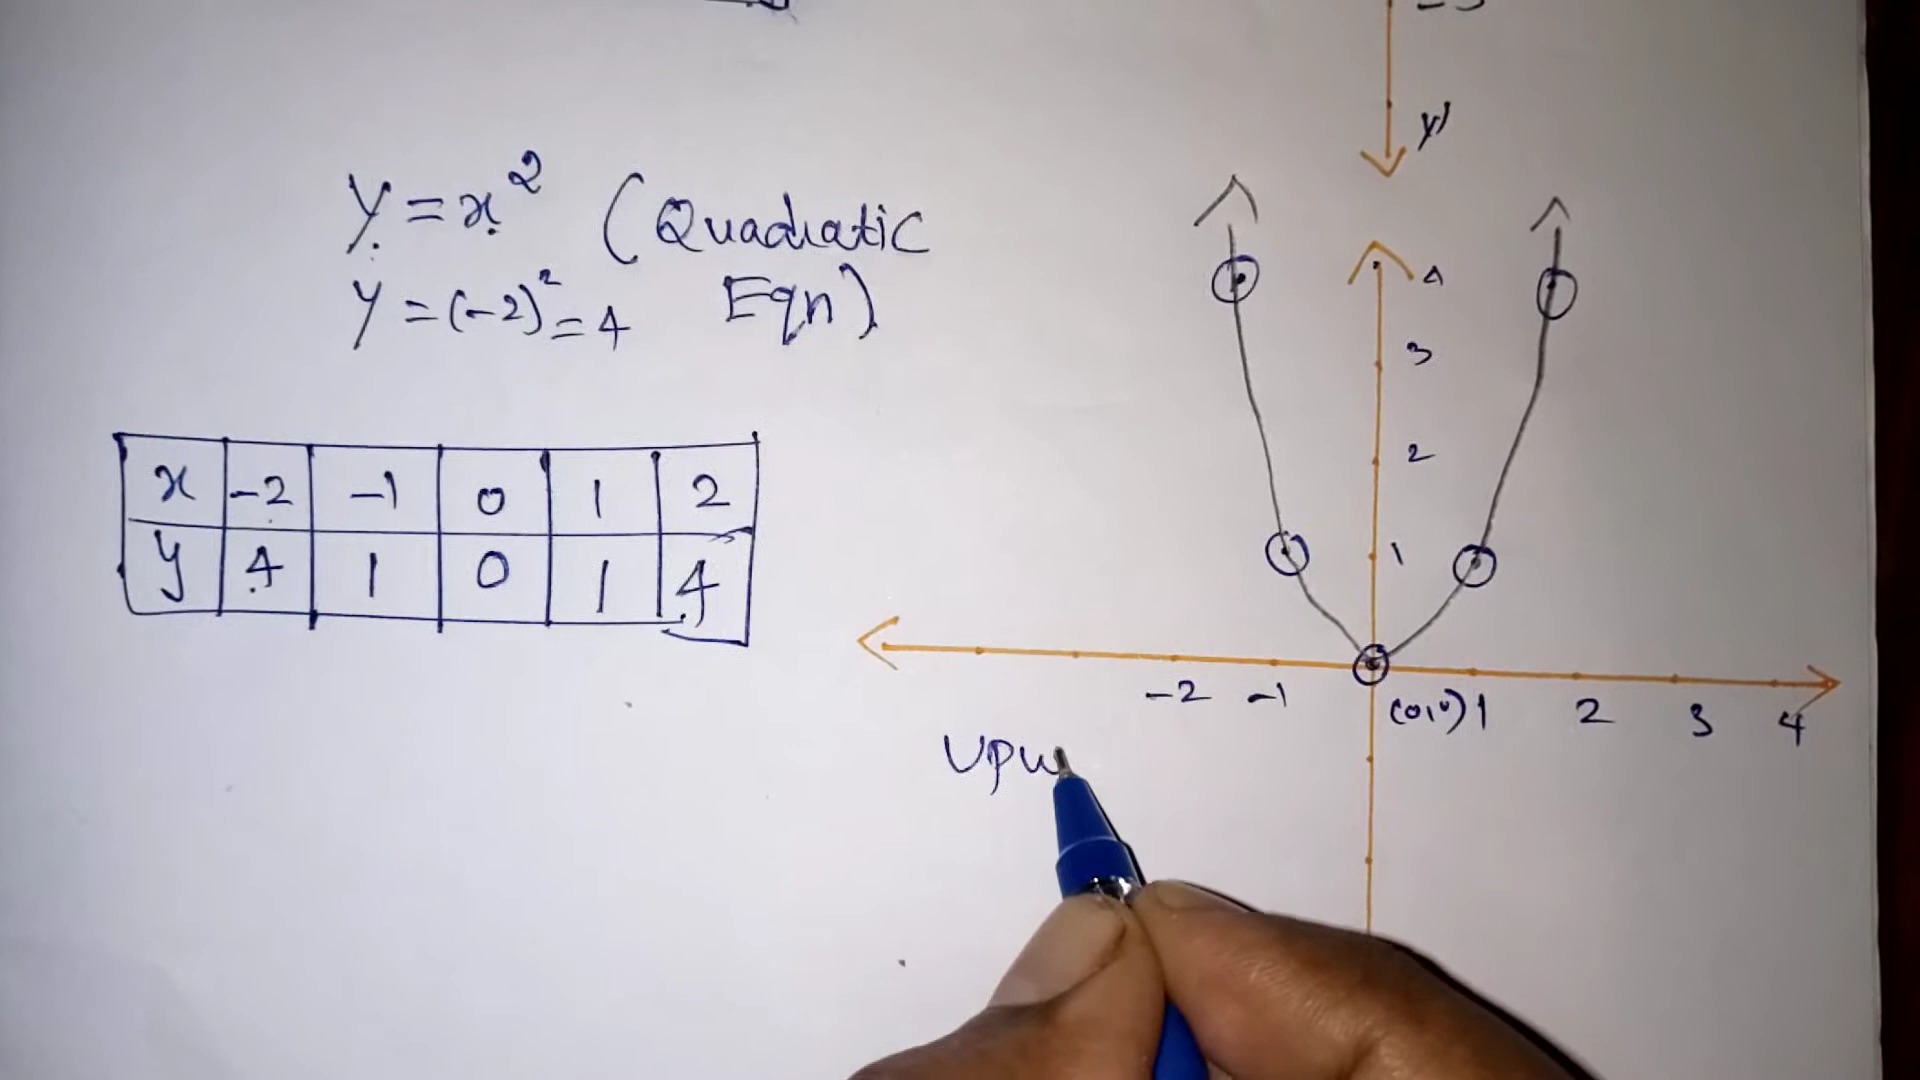 y = x² (Quadratic
Eqn)
y = (-2)² = 4
x -2 -1 0 1 2
y 4 1 0 1 4
y'
4
3
2
1
-2 -1 (0,0) 1 2 3 4
Upw